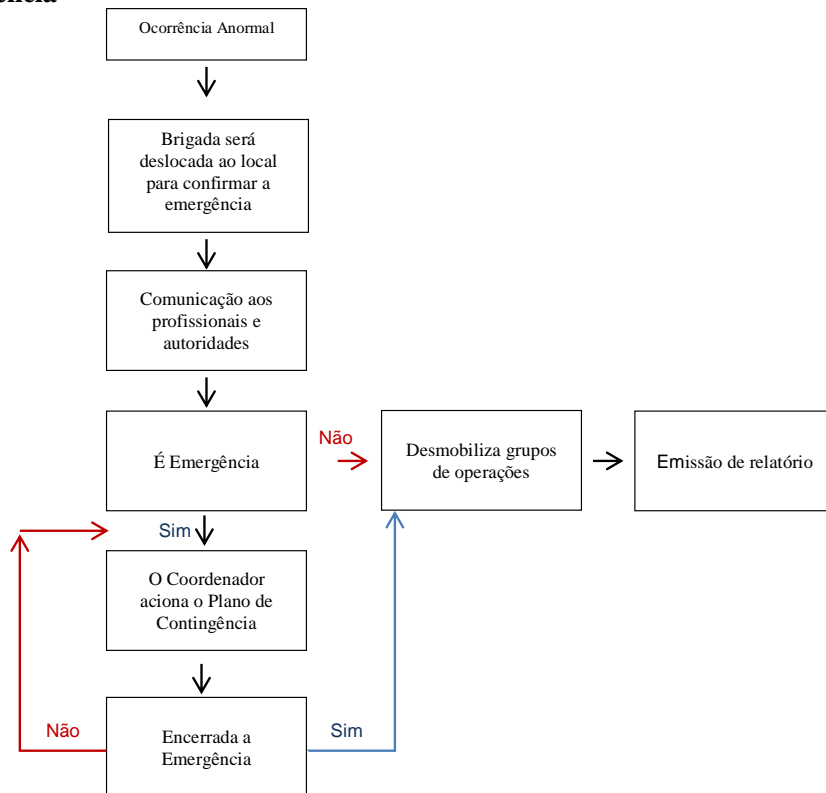 Ocorrência Anormal
Brigada será
deslocada ao local
para confirmar a
emergência
Comunicação aos
profissionais e
autoridades
É Emergência
Não
Desmobiliza grupos
de operações
Emissão de relatório
Sim
O Coordenador
aciona o Plano de
Contingência
Não
Encerrada a
Emergência
Sim